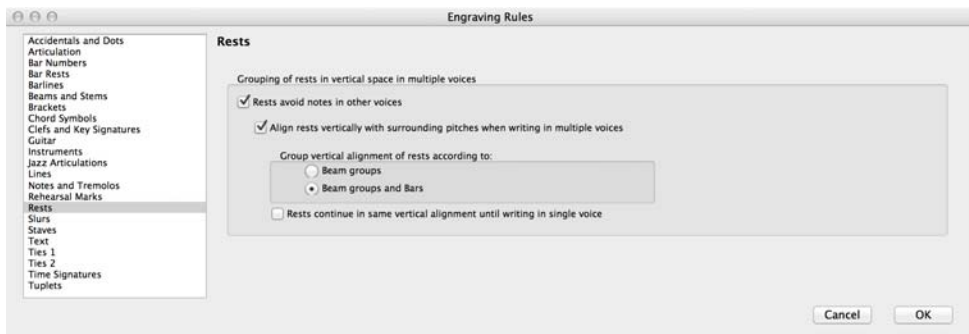 Engraving Rules
Accidentals and Dots
Articulation
Bar Numbers
Bar Rests
Barlines
Beams and Stems
Brackets
Chord Symbols
Clefs and Key Signatures
Guitar
Instruments
Jazz Articulations
Lines
Notes and Tremolos
Rehearsal Marks
Rests
Slurs
Staves
Text
Ties 1
Ties 2
Time Signatures
Tuplets
Rests
Grouping of rests in vertical space in multiple voices
Rests avoid notes in other voices
Align rests vertically with surrounding pitches when writing in multiple voices
Group vertical alignment of rests according to:
Beam groups
Beam groups and Bars
Rests continue in same vertical alignment until writing in single voice
Cancel
OK